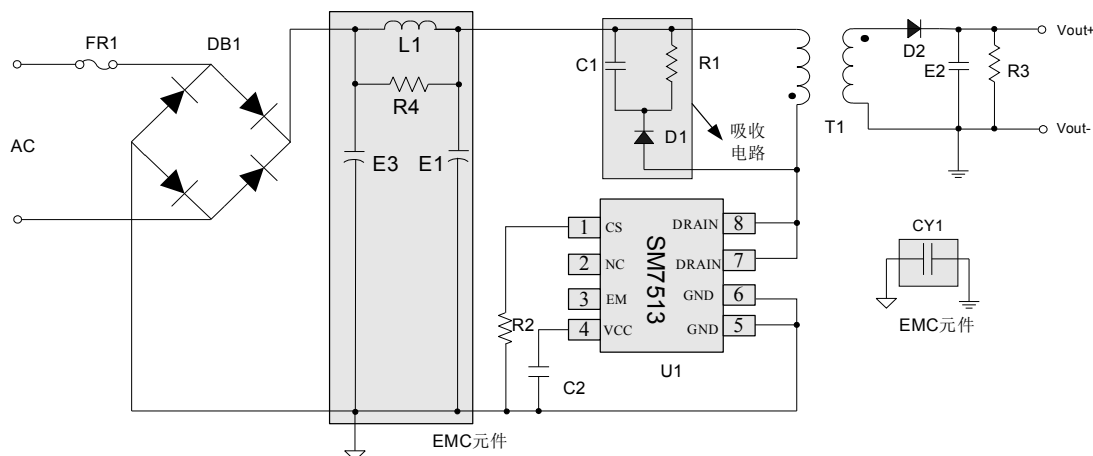 FR1
DB1
L1
R4
E3
E1
C1
R1
D1
吸收
电路
T1
D2
E2
R3
Vout+
Vout-
AC
1
CS
2
NC
3
EM
4
VCC
SM7513
DRAIN
8
DRAIN
7
GND
6
GND
5
U1
R2
C2
CY1
EMC元件
EMC元件